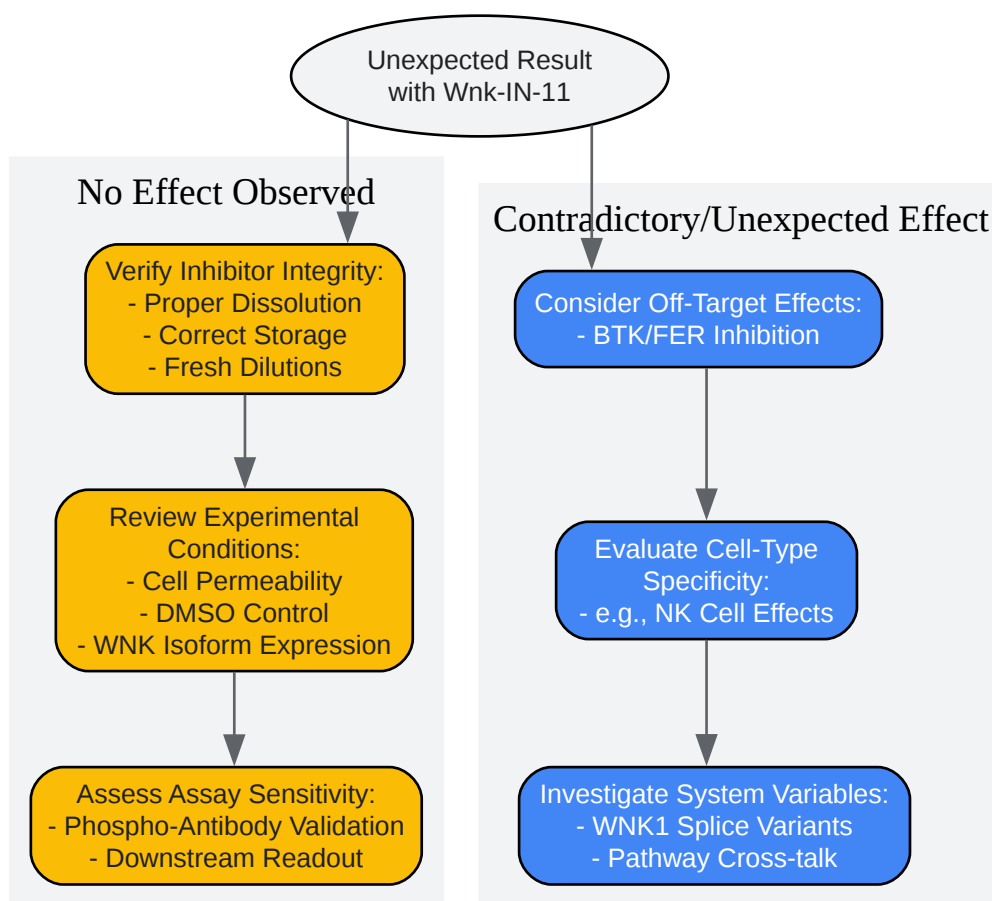 Unexpected Result
with Wnk-IN-11
No Effect Observed
Verify Inhibitor Integrity:
- Proper Dissolution
- Correct Storage
- Fresh Dilutions
Review Experimental
Conditions:
- Cell Permeability
- DMSO Control
- WNK Isoform Expression
Assess Assay Sensitivity:
- Phospho-Antibody Validation
- Downstream Readout
Contradictory/Unexpected Effect
Consider Off-Target Effects:
- BTK/FER Inhibition
Evaluate Cell-Type
Specificity:
- e.g., NK Cell Effects
Investigate System Variables:
- WNK1 Splice Variants
- Pathway Cross-talk